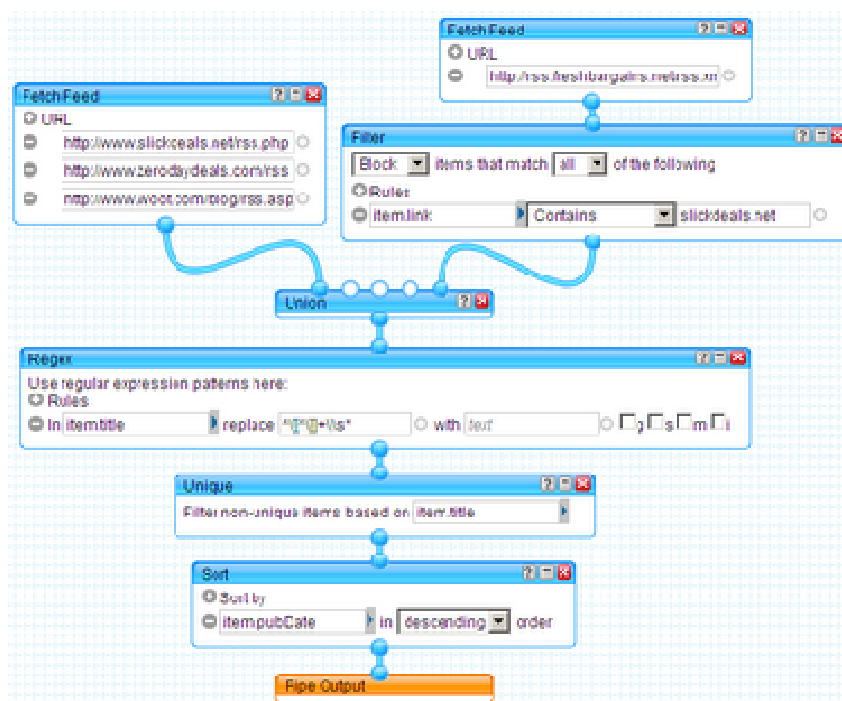 Fetch Feed
URL
Fetch Feed
URL
http://www.slickdeals.net/rss.php
http://www.zerodaydeals.com/rss
http://www.woot.com/blog/rss.asp
Filter
Block items that match all of the following
Rules
item.link Contains slickdeals.net
Union
Regex
Use regular expression patterns here:
Rules
In item.title replace with text g s m i
Unique
Filter non-unique items based on item.title
Sort
Sort by
item.pubDate in descending order
Pipe Output